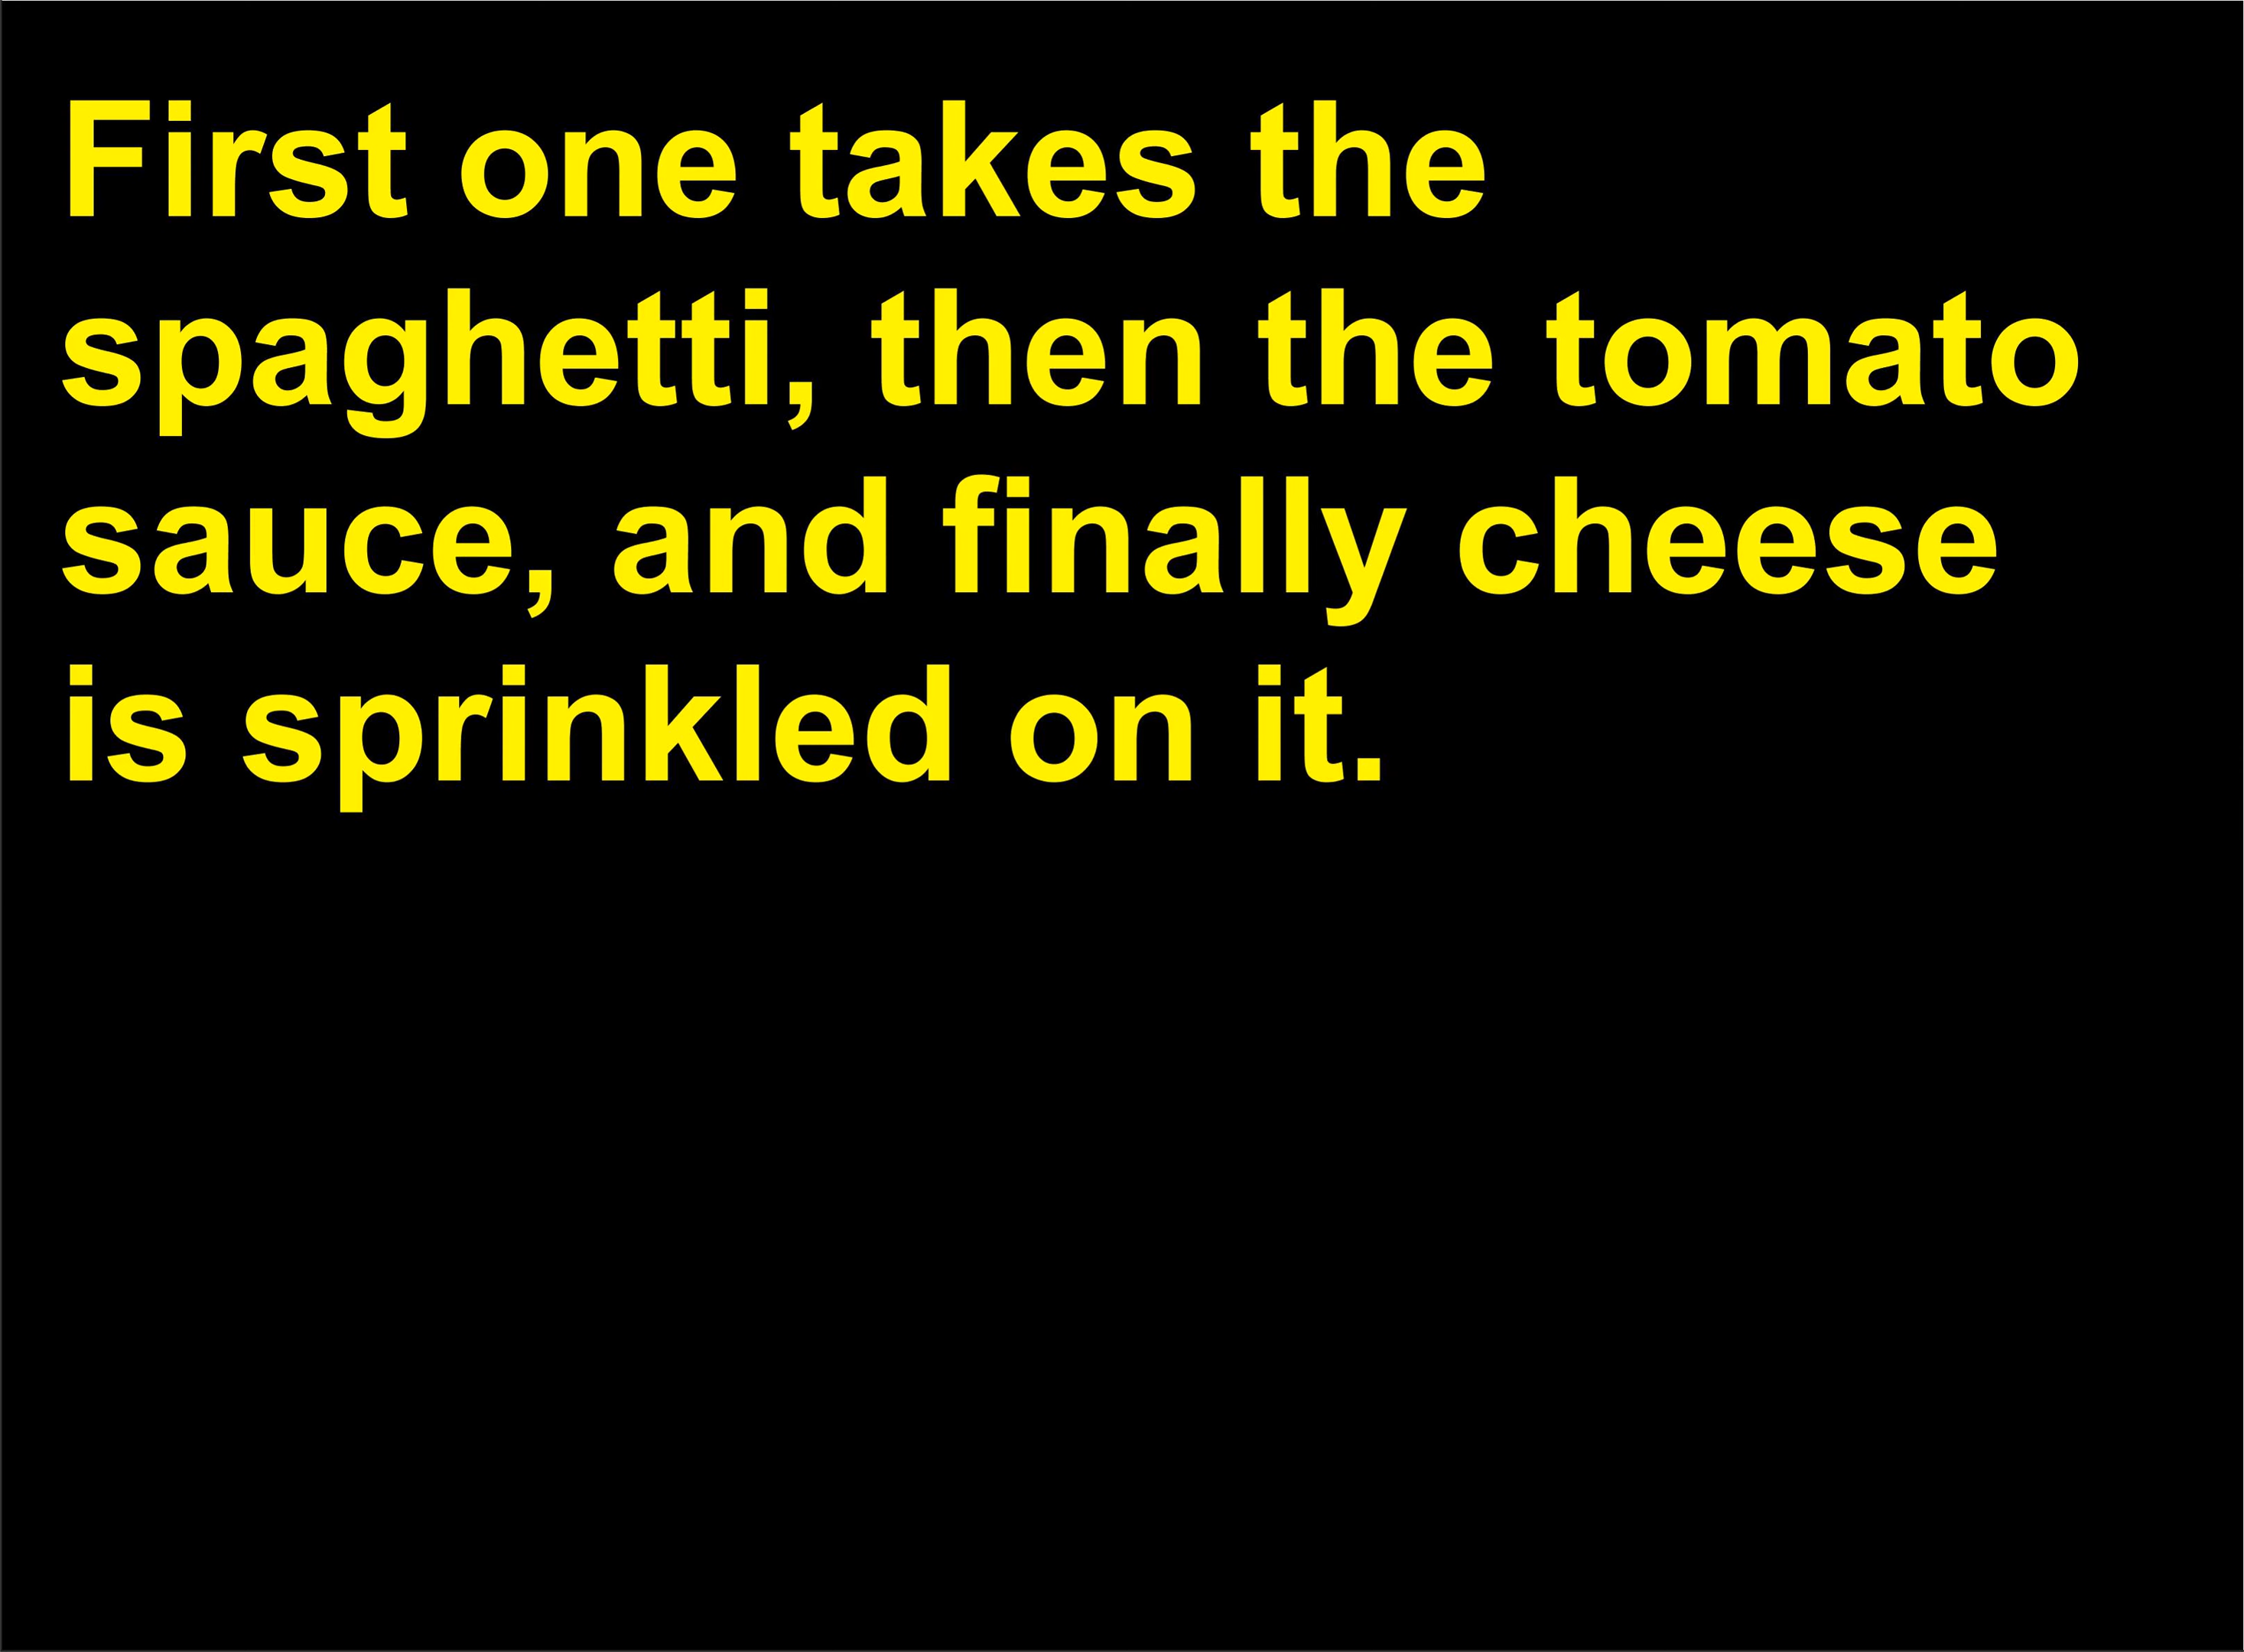 First one takes the
spaghetti, then the tomato
sauce, and finally cheese
is sprinkled on it.